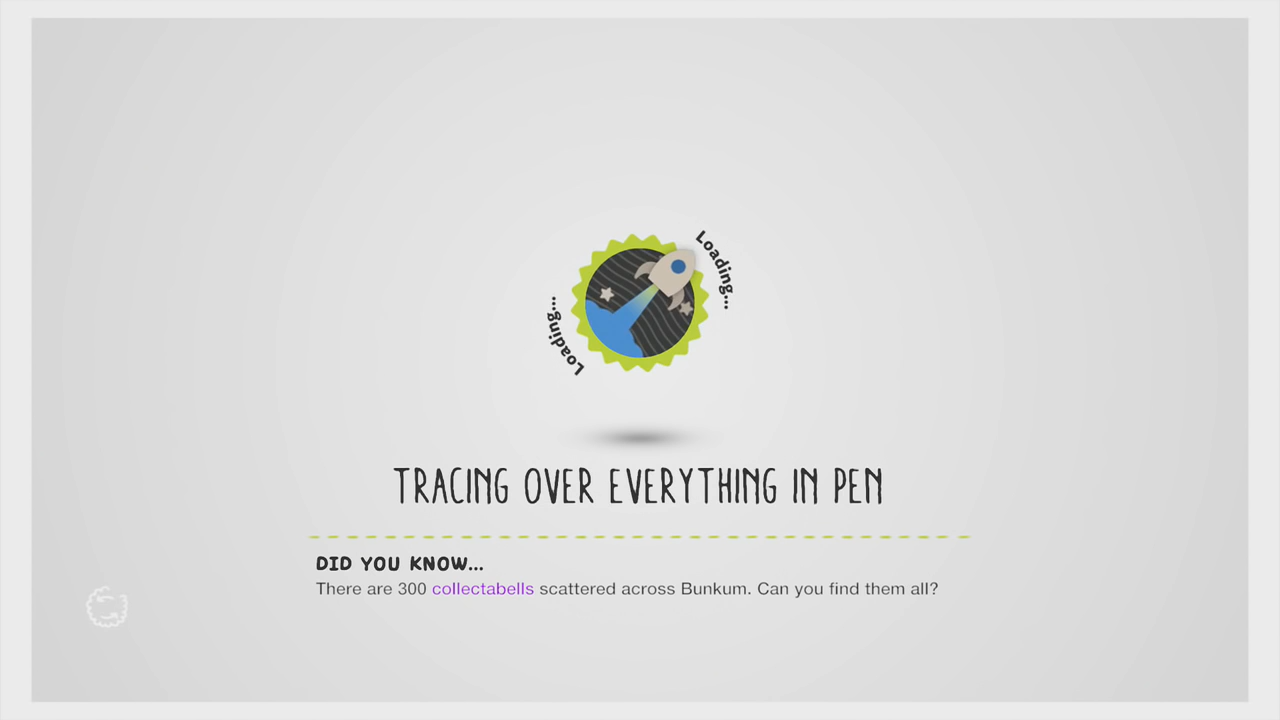 Loading...
Loading...
TRACING OVER EVERYTHING IN PEN
DID YOU KNOW...
There are 300 collectabells scattered across Bunkum. Can you find them all?